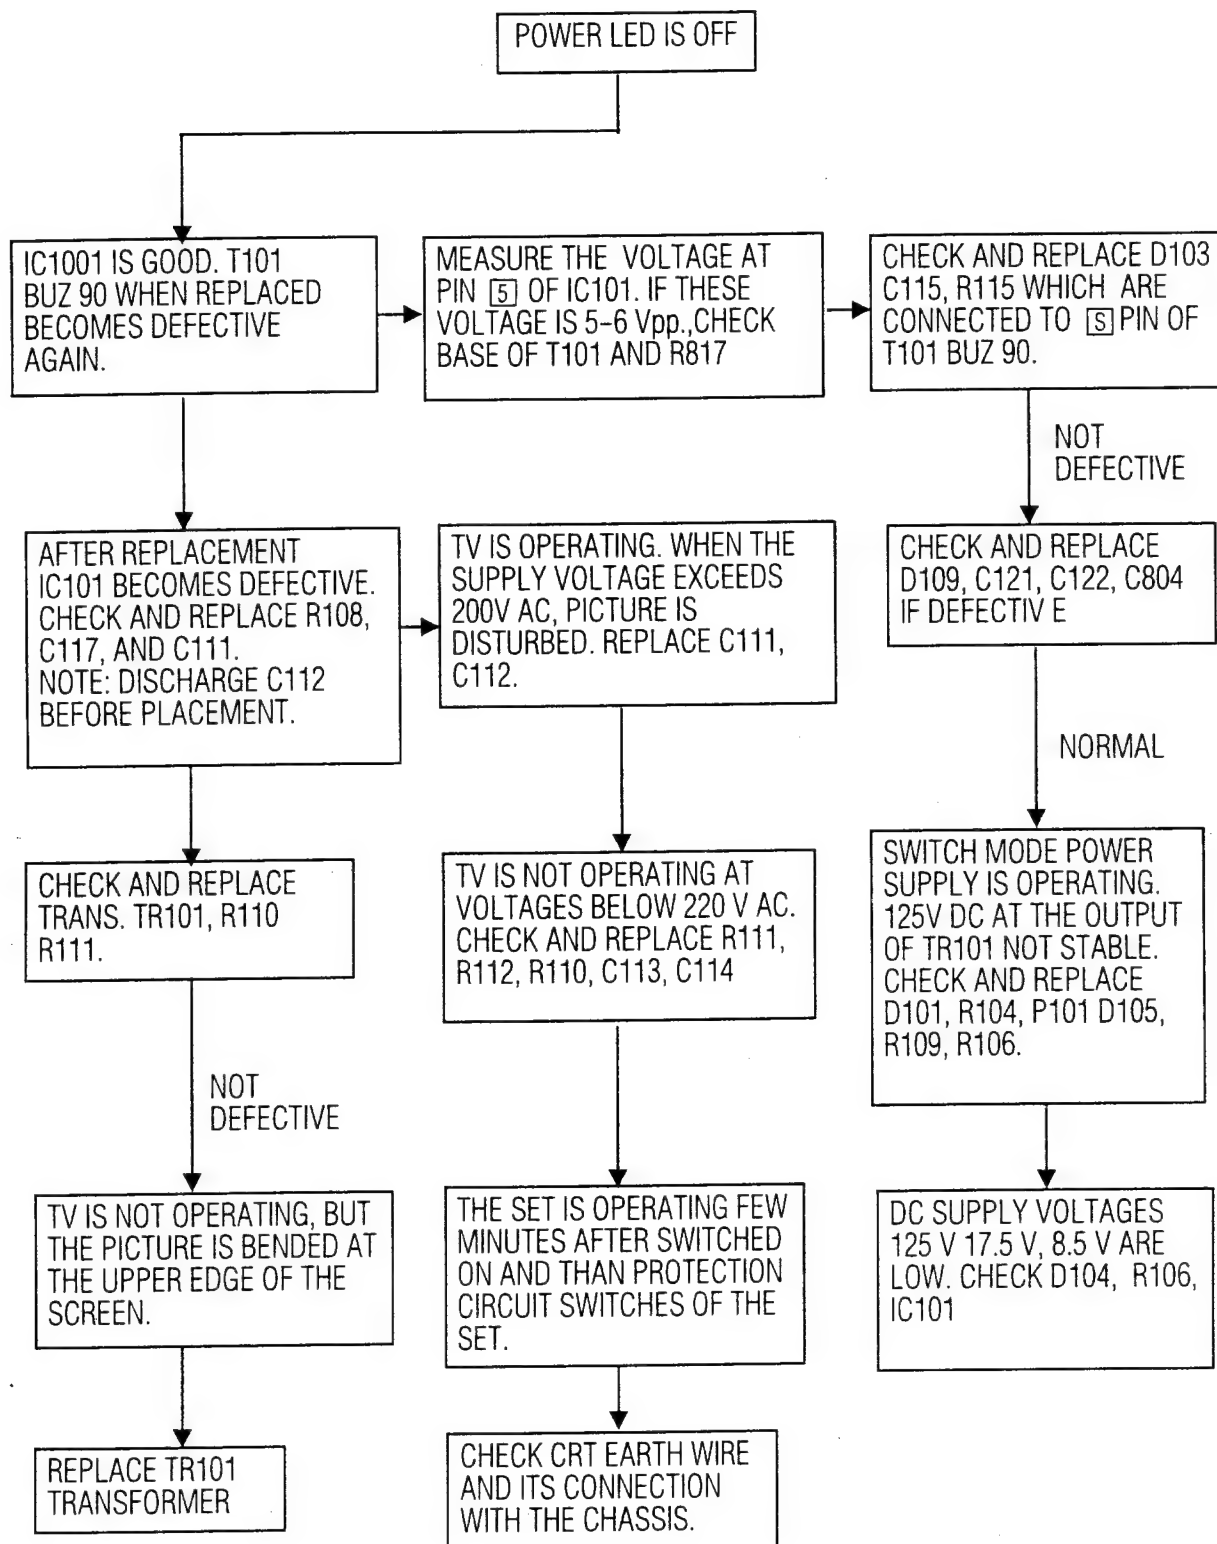 POWER LED IS OFF
IC1001 IS GOOD. T101
BUZ 90 WHEN REPLACED
BECOMES DEFECTIVE
AGAIN.
MEASURE THE VOLTAGE AT
PIN 5 OF IC101. IF THESE
VOLTAGE IS 5-6 Vpp.,CHECK
BASE OF T101 AND R817
CHECK AND REPLACE D103
C115, R115 WHICH ARE
CONNECTED TO S PIN OF
T101 BUZ 90.
NOT
DEFECTIVE
AFTER REPLACEMENT
IC101 BECOMES DEFECTIVE.
CHECK AND REPLACE R108,
C117, AND C111.
NOTE: DISCHARGE C112
BEFORE PLACEMENT.
TV IS OPERATING. WHEN THE
SUPPLY VOLTAGE EXCEEDS
200V AC, PICTURE IS
DISTURBED. REPLACE C111,
C112.
CHECK AND REPLACE
D109, C121, C122, C804
IF DEFECTIV E
NORMAL
CHECK AND REPLACE
TRANS. TR101, R110
R111.
TV IS NOT OPERATING AT
VOLTAGES BELOW 220 V AC.
CHECK AND REPLACE R111,
R112, R110, C113, C114
SWITCH MODE POWER
SUPPLY IS OPERATING.
125V DC AT THE OUTPUT
OF TR101 NOT STABLE.
CHECK AND REPLACE
D101, R104, P101 D105,
R109, R106.
NOT
DEFECTIVE
TV IS NOT OPERATING, BUT
THE PICTURE IS BENDED AT
THE UPPER EDGE OF THE
SCREEN.
THE SET IS OPERATING FEW
MINUTES AFTER SWITCHED
ON AND THAN PROTECTION
CIRCUIT SWITCHES OF THE
SET.
DC SUPPLY VOLTAGES
125 V 17.5 V, 8.5 V ARE
LOW. CHECK D104, R106,
IC101
REPLACE TR101
TRANSFORMER
CHECK CRT EARTH WIRE
AND ITS CONNECTION
WITH THE CHASSIS.